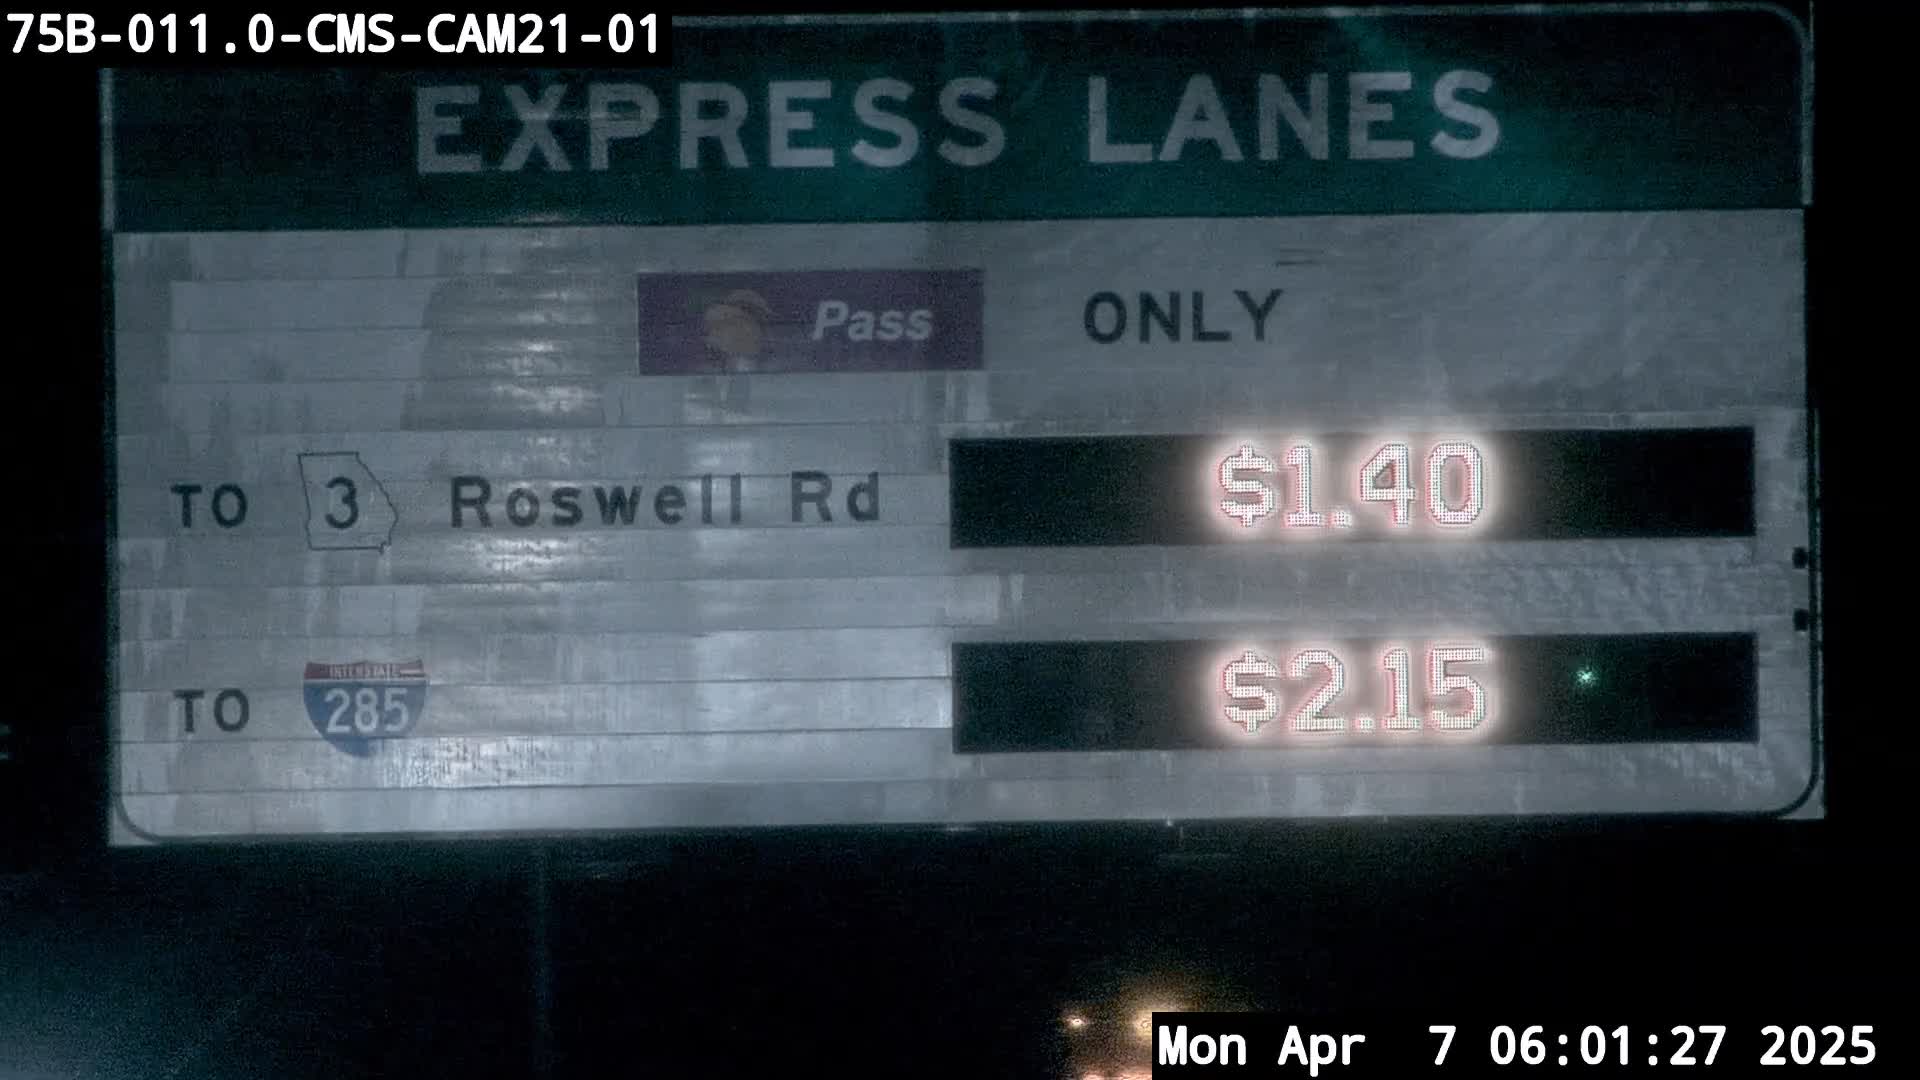 75B-011.0-CMS-CAM21-01
EXPRESS LANES
Pass ONLY
TO 3 Roswell Rd $1.40
INTERSTATE
TO 285 $2.15
Mon Apr 7 06:01:27 2025